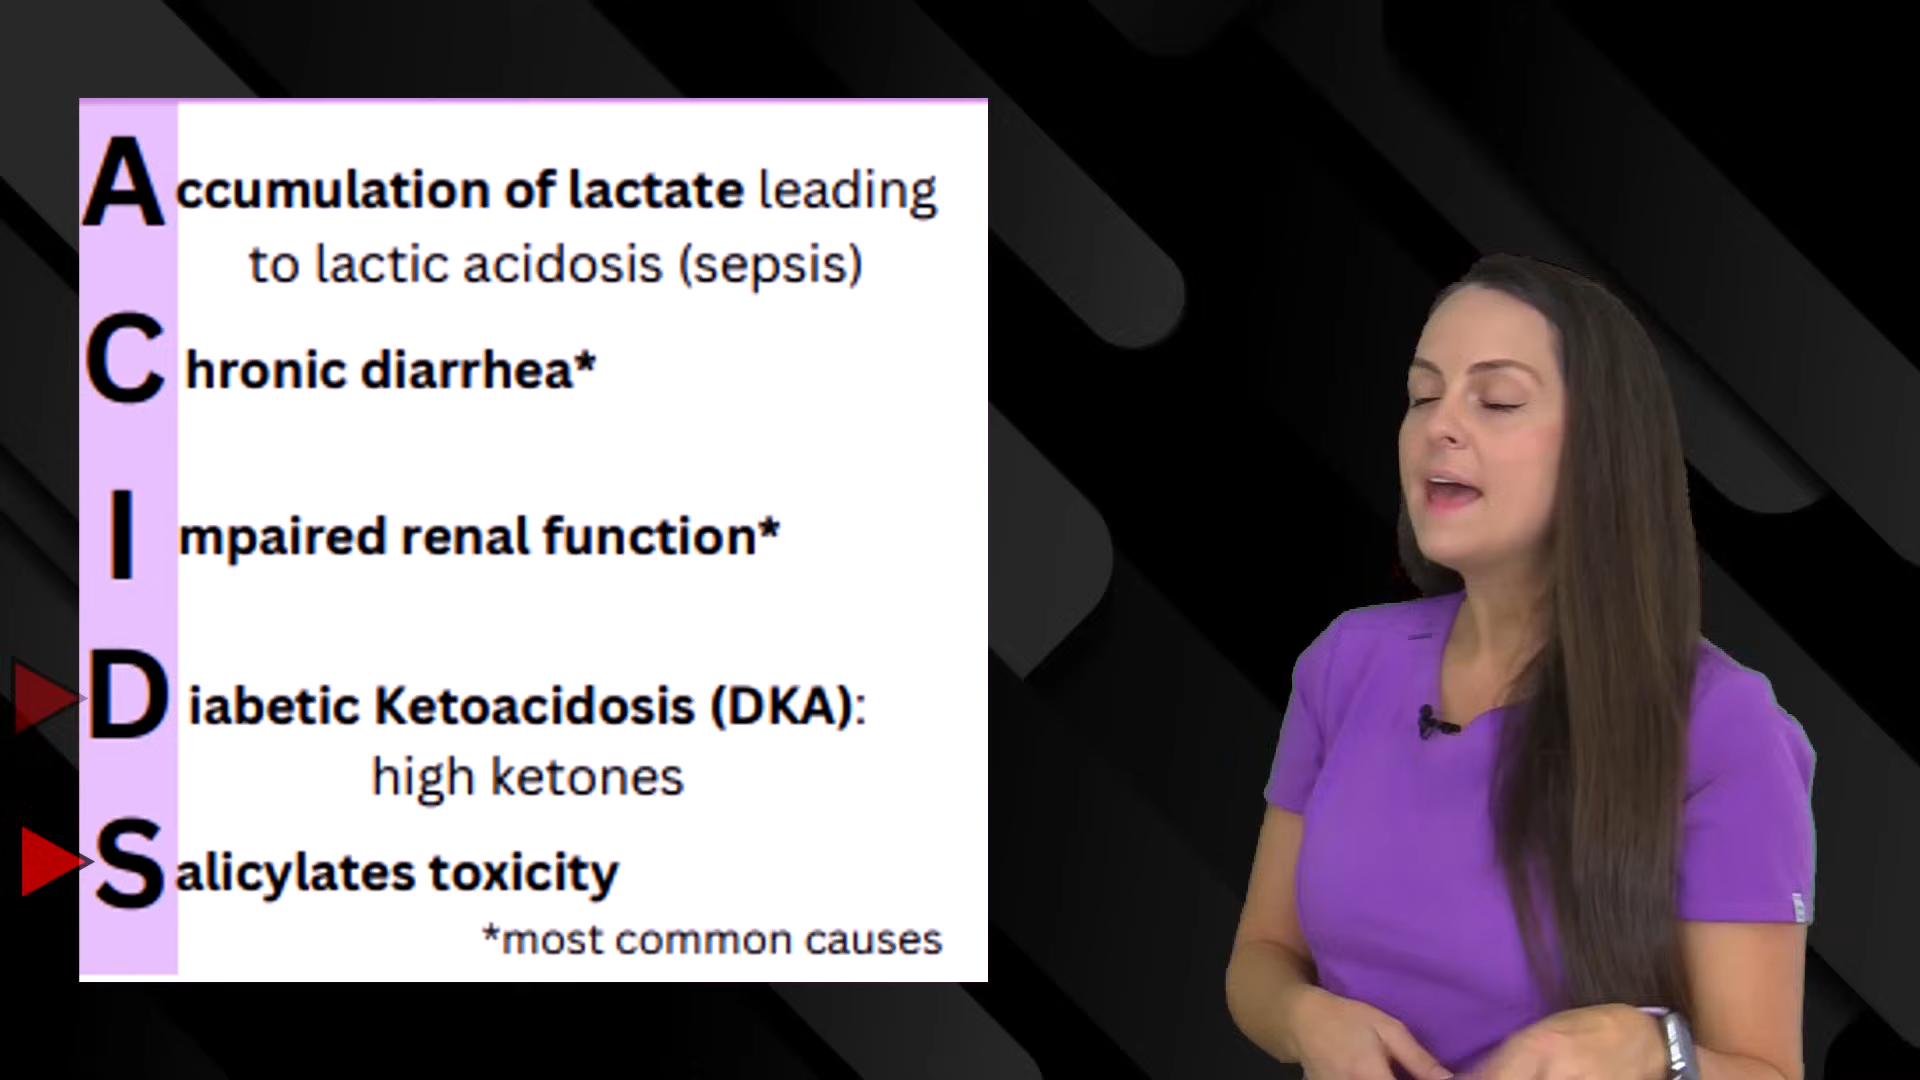 Accumulation of lactate leading
to lactic acidosis (sepsis)
Chronic diarrhea*
Impaired renal function*
Diabetic Ketoacidosis (DKA):
high ketones
Salicylates toxicity
*most common causes